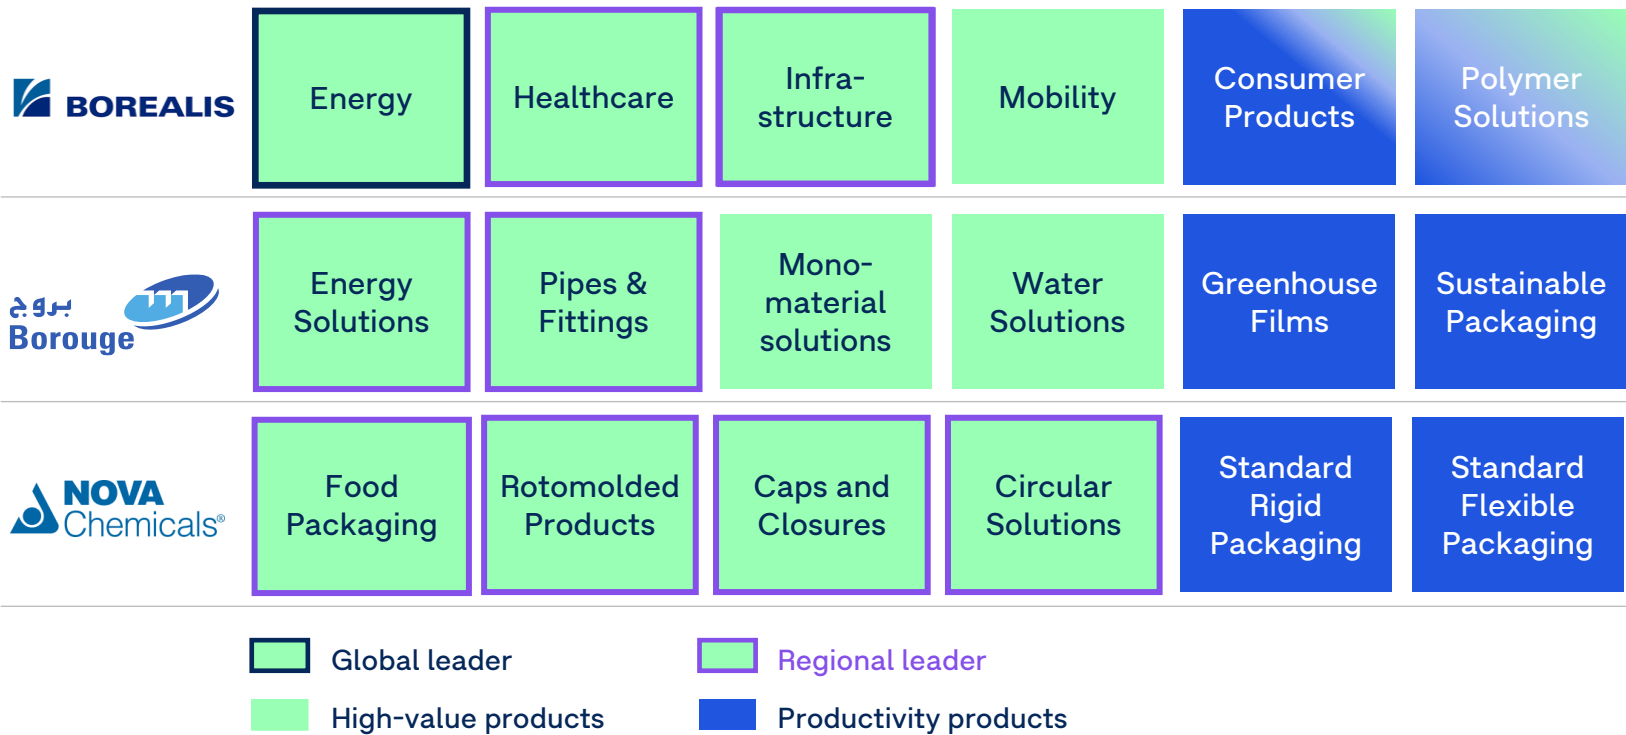 BOREALIS
Energy
Healthcare
Infra-
structure
Mobility
Consumer
Products
Polymer
Solutions
بروج
Borouge
Energy
Solutions
Pipes &
Fittings
Mono-
material
solutions
Water
Solutions
Greenhouse
Films
Sustainable
Packaging
NOVA
Chemicals®
Food
Packaging
Rotomolded
Products
Caps and
Closures
Circular
Solutions
Standard
Rigid
Packaging
Standard
Flexible
Packaging
Global leader
Regional leader
High-value products
Productivity products